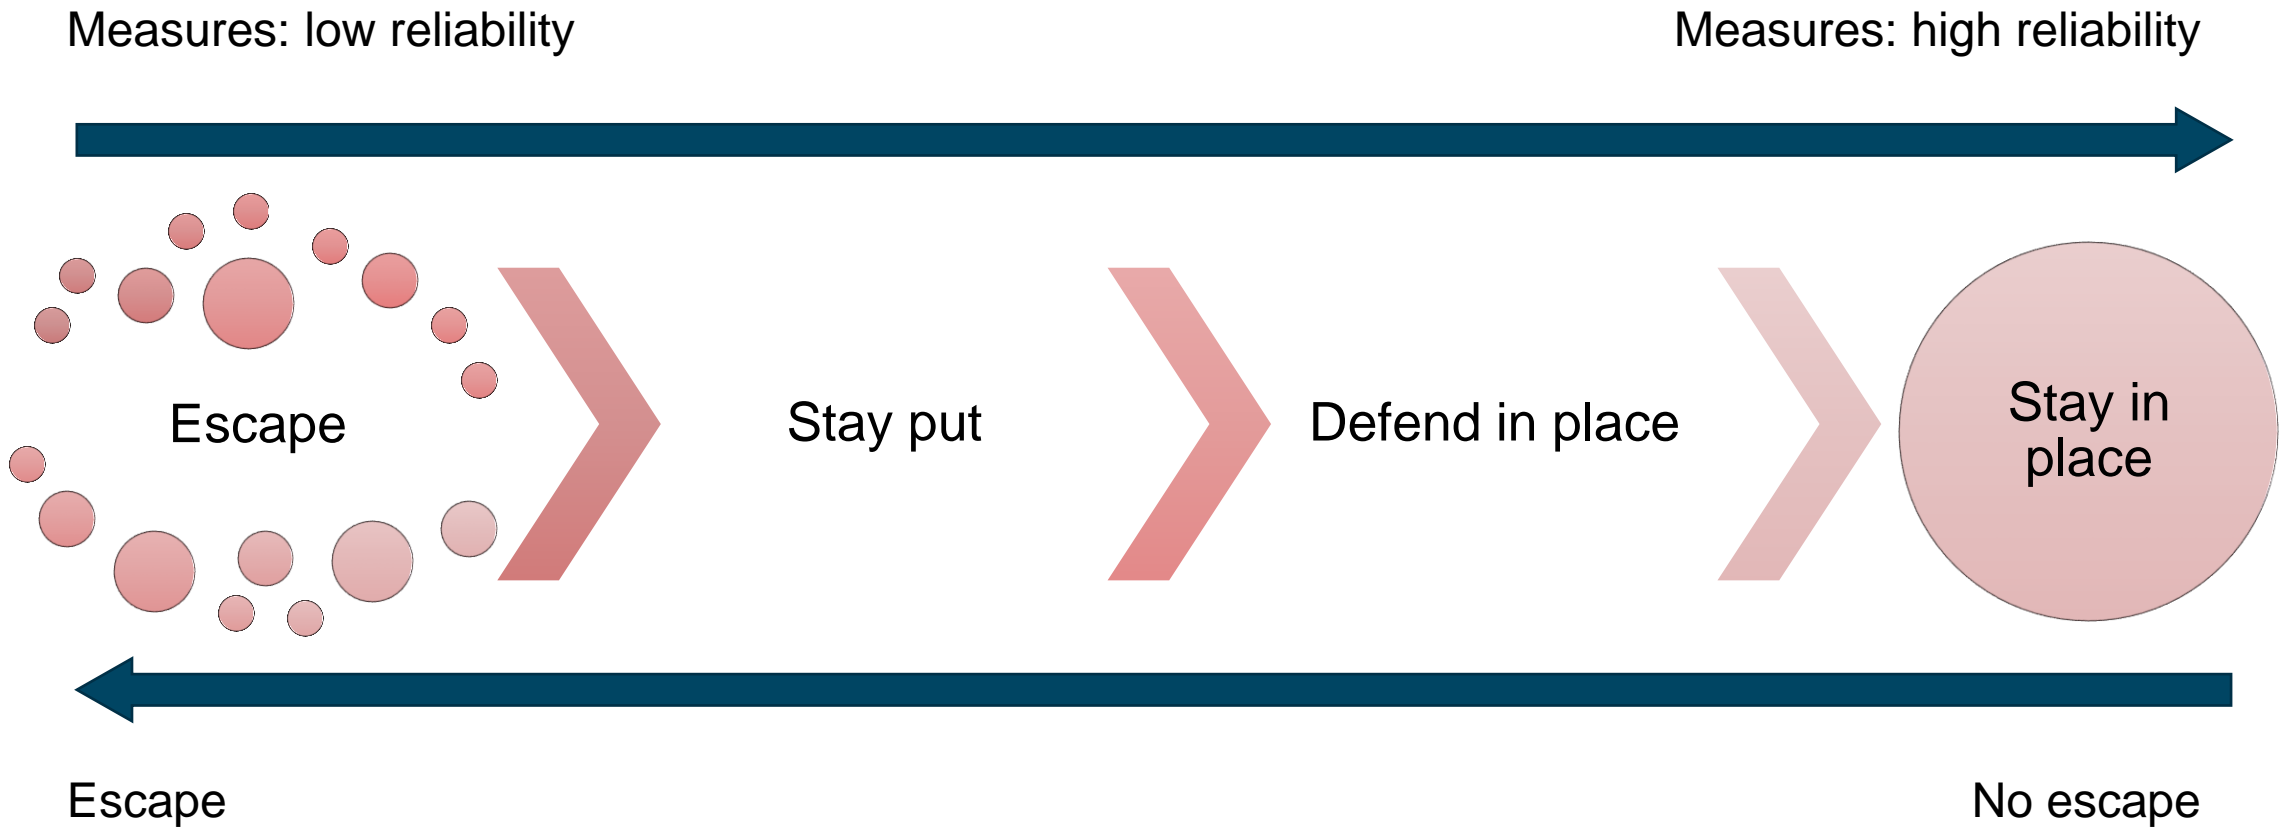 Measures: low reliability
Measures: high reliability
Escape
Stay put
Defend in place
Stay in
place
Escape
No escape